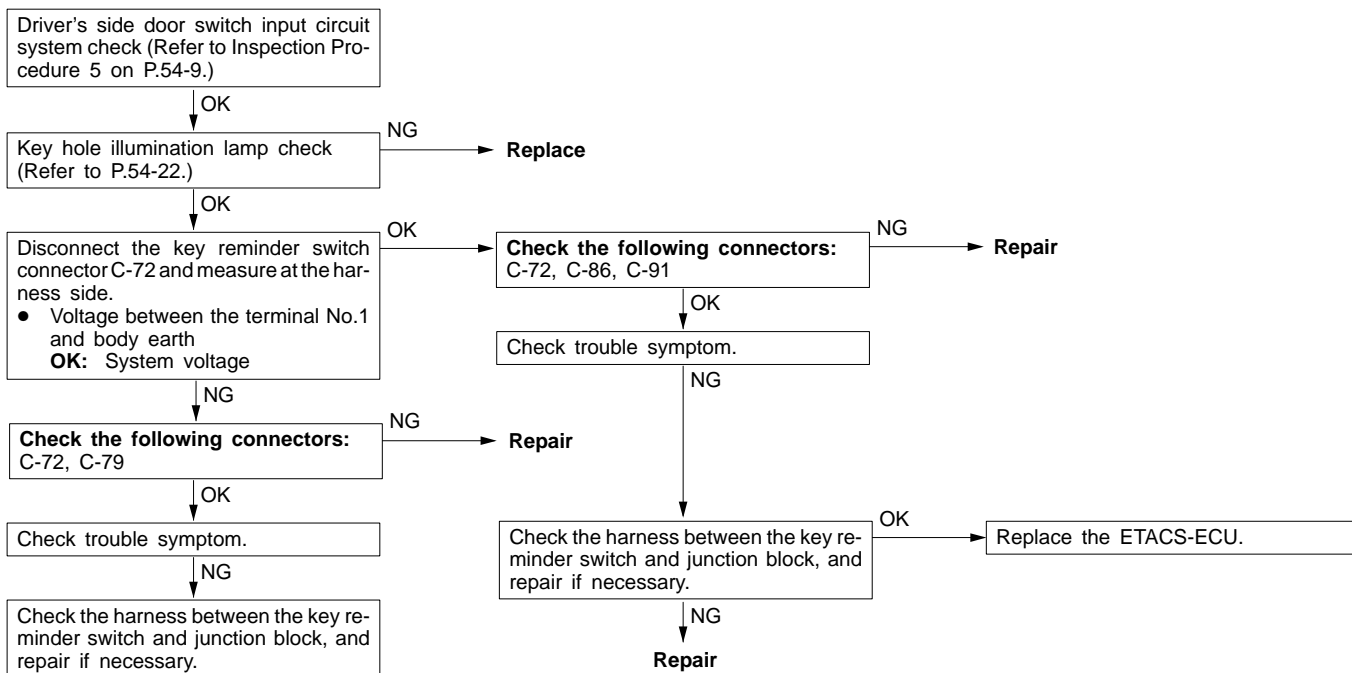 Driver's side door switch input circuit
system check (Refer to Inspection Pro-
cedure 5 on P.54-9.)
OK
Key hole illumination lamp check
(Refer to P.54-22.)
NG
Replace
OK
Disconnect the key reminder switch
connector C-72 and measure at the har-
ness side.
● Voltage between the terminal No.1
and body earth
OK: System voltage
OK
Check the following connectors:
C-72, C-86, C-91
NG
Repair
OK
Check trouble symptom.
NG
NG
Check the following connectors:
C-72, C-79
NG
Repair
OK
Check trouble symptom.
NG
Check the harness between the key re-
minder switch and junction block, and
repair if necessary.
Check the harness between the key re-
minder switch and junction block, and
repair if necessary.
OK
Replace the ETACS-ECU.
NG
Repair